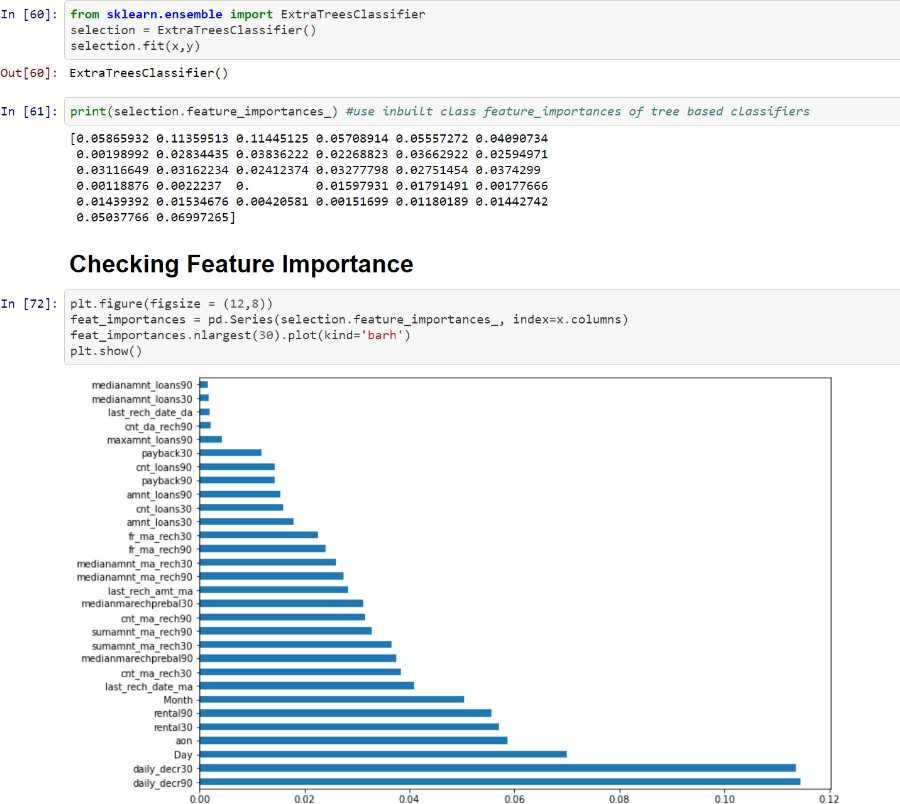 In [60]: from sklearn.ensemble import ExtraTreesClassifier
selection = ExtraTreesClassifier()
selection.fit(x,y)
Out[60]: ExtraTreesClassifier()
In [61]: print(selection.feature_importances_) #use inbuilt class feature_importances of tree based classifiers
[0.05865932 0.11359513 0.11445125 0.05708914 0.05557272 0.04090734
0.00198992 0.02834435 0.03836222 0.02268823 0.03662922 0.02594971
0.03116649 0.03162234 0.02412374 0.03277798 0.02751454 0.0374299
0.00118876 0.0022237 0. 0.01597931 0.01791491 0.00177666
0.01439392 0.01534676 0.00420581 0.00151699 0.01180189 0.01442742
0.05037766 0.06997265]
Checking Feature Importance
In [72]: plt.figure(figsize = (12,8))
feat_importances = pd.Series(selection.feature_importances_, index=x.columns)
feat_importances.nlargest(30).plot(kind='barh')
plt.show()
medianamnt_loans90
medianamnt_loans30
last_rech_date_da
cnt_da_rech90
maxamnt_loans90
payback30
cnt_loans90
payback90
amnt_loans90
cnt_loans30
amnt_loans30
fr_ma_rech30
fr_ma_rech90
medianamnt_ma_rech30
medianamnt_ma_rech90
last_rech_amt_ma
medianmarechprebal30
cnt_ma_rech90
sumamnt_ma_rech90
sumamnt_ma_rech30
medianmarechprebal90
cnt_ma_rech30
last_rech_date_ma
Month
rental90
rental30
aon
Day
daily_decr30
daily_decr90
0.00 0.02 0.04 0.06 0.08 0.10 0.12